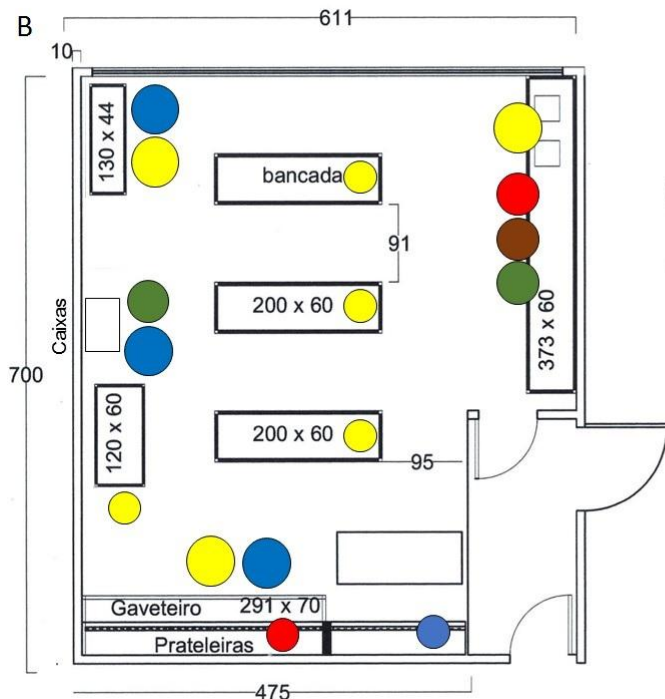 B
611
10
130 x 44
bancada
91
Caixas
200 x 60
373 x 60
700
120 x 60
200 x 60
95
Gaveteiro
291 x 70
Prateleiras
475